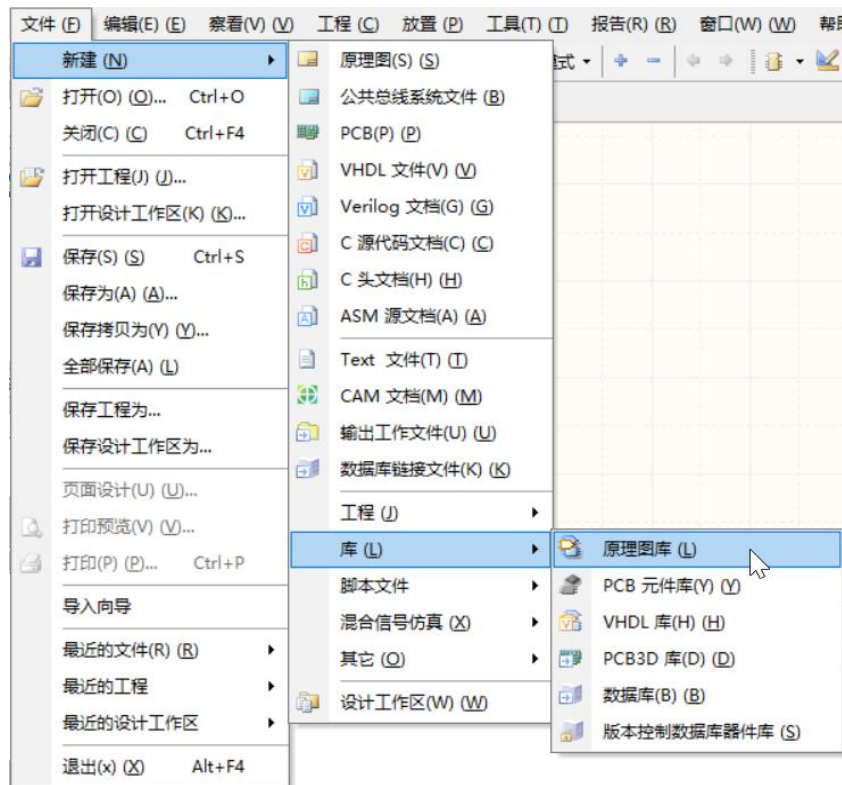 文件 (F) 编辑(E) (E) 察看(V) (V) 工程 (C) 放置 (P) 工具(T) (T) 报告(R) (R) 窗口(W) (W)
新建 (N)
打开(O) (O)... Ctrl+O
关闭(C) (C) Ctrl+F4
打开工程(J) (J)...
打开设计工作区(K) (K)...
保存(S) (S) Ctrl+S
保存为(A) (A)...
保存拷贝为(Y) (Y)...
全部保存(A) (L)
保存工程为...
保存设计工作区为...
页面设计(U) (U)...
打印预览(V) (V)...
打印(P) (P)... Ctrl+P
导入向导
最近的文件(R) (R)
最近的工程
最近的设计工作区
退出(x) (X) Alt+F4
原理图(S) (S)
公共总线系统文件 (B)
PCB(P) (P)
VHDL 文件(V) (V)
Verilog 文档(G) (G)
C 源代码文档(C) (C)
C 头文档(H) (H)
ASM 源文档(A) (A)
Text 文件(T) (T)
CAM 文档(M) (M)
输出工作文件(U) (U)
数据库链接文件(K) (K)
工程 (J)
库 (L)
脚本文件
混合信号仿真 (X)
其它 (O)
设计工作区(W) (W)
原理图库 (L)
PCB 元件库(Y) (Y)
VHDL 库(H) (H)
PCB3D 库(D) (D)
数据库(B) (B)
版本控制数据库器件库 (S)